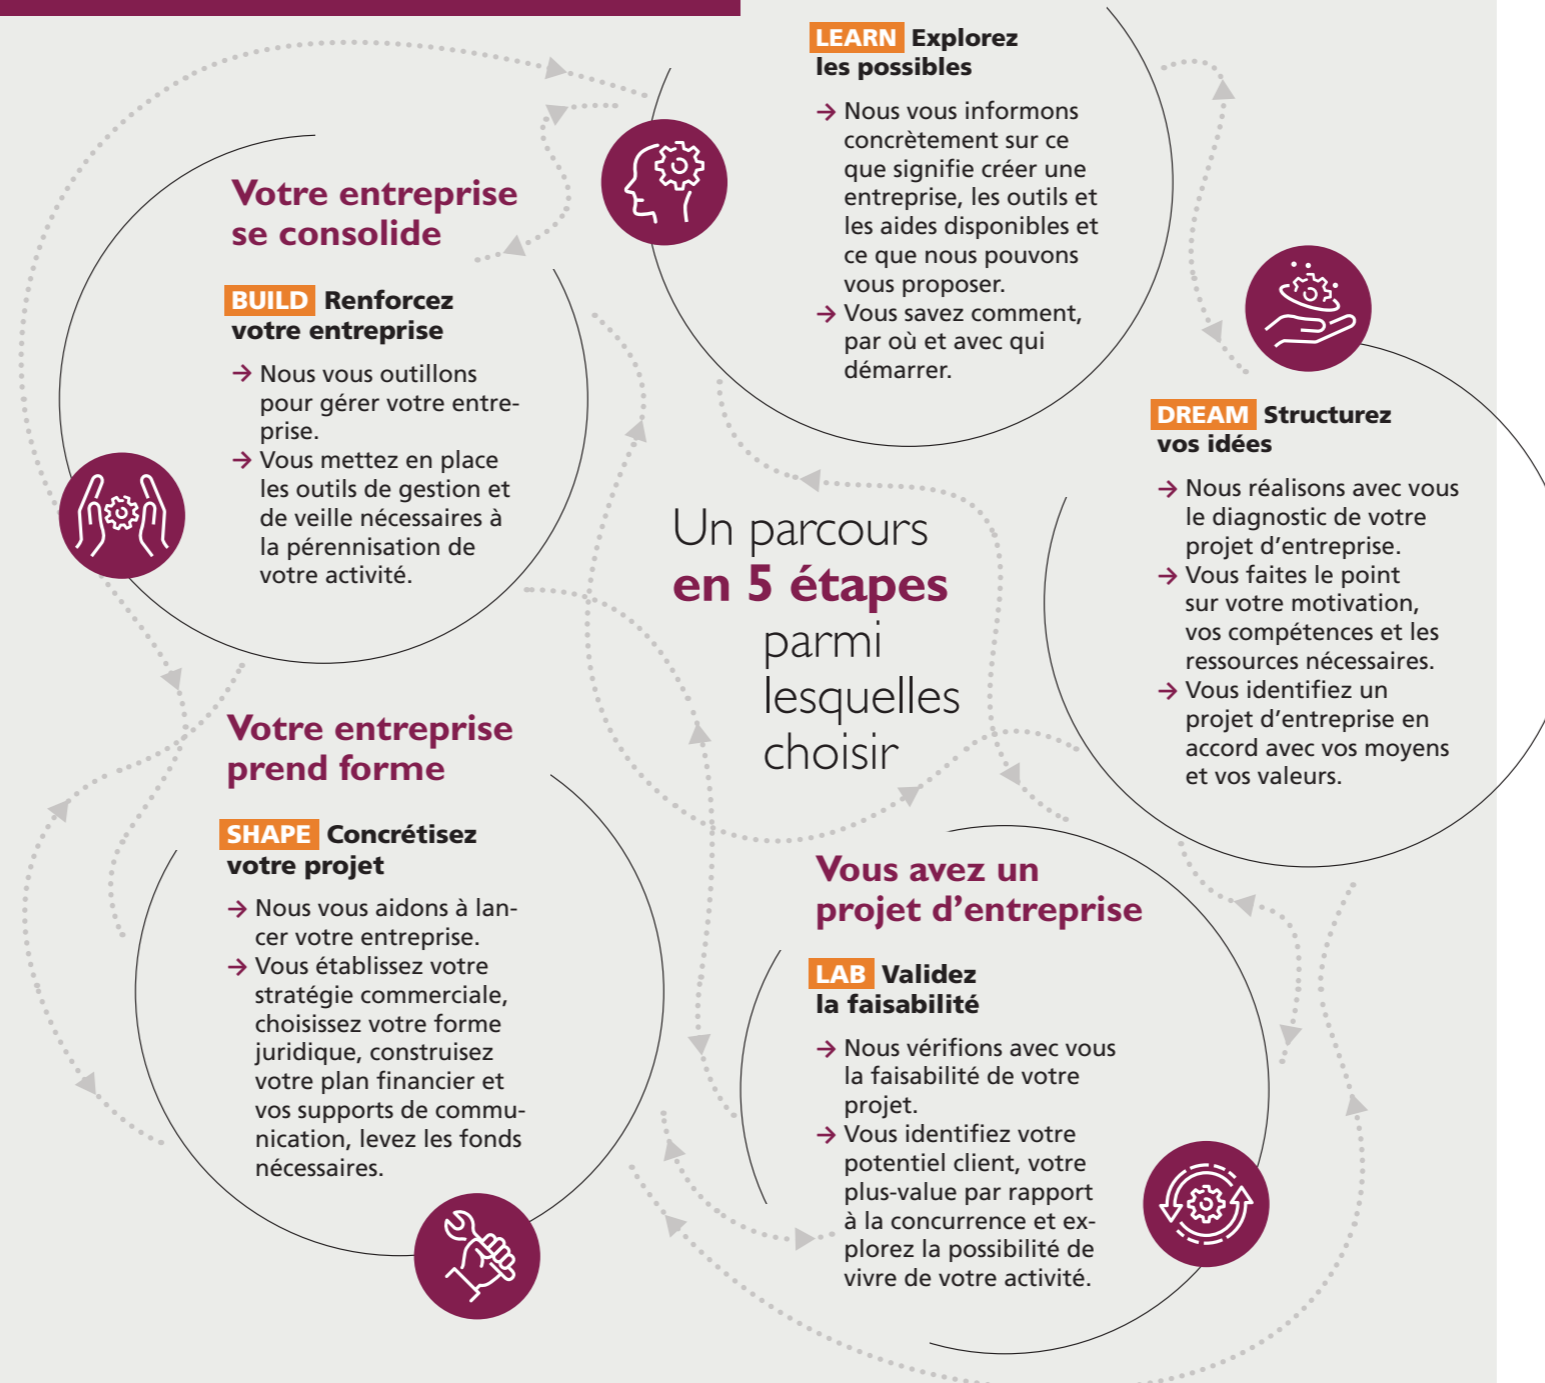 LEARN Explorez
les possibles
→ Nous vous informons
concrètement sur ce
que signifie créer une
entreprise, les outils et
les aides disponibles et
ce que nous pouvons
vous proposer.
→ Vous savez comment,
par où et avec qui
démarrer.
DREAM Structurez
vos idées
→ Nous réalisons avec vous
le diagnostic de votre
projet d’entreprise.
→ Vous faites le point
sur votre motivation,
vos compétences et les
ressources nécessaires.
→ Vous identifiez un
projet d’entreprise en
accord avec vos moyens
et vos valeurs.
Votre entreprise
se consolide
BUILD Renforcez
votre entreprise
→ Nous vous outillons
pour gérer votre entre-
prise.
→ Vous mettez en place
les outils de gestion et
de veille nécessaires à
la pérennisation de
votre activité.
Un parcours
en 5 étapes
parmi
lesquelles
choisir
Votre entreprise
prend forme
SHAPE Concrétisez
votre projet
→ Nous vous aidons à lan-
cer votre entreprise.
→ Vous établissez votre
stratégie commerciale,
choisissez votre forme
juridique, construisez
votre plan financier et
vos supports de commu-
nication, levez les fonds
nécessaires.
Vous avez un
projet d’entreprise
LAB Validez
la faisabilité
→ Nous vérifions avec vous
la faisabilité de votre
projet.
→ Vous identifiez votre
potentiel client, votre
plus-value par rapport
à la concurrence et ex-
plorez la possibilité de
vivre de votre activité.